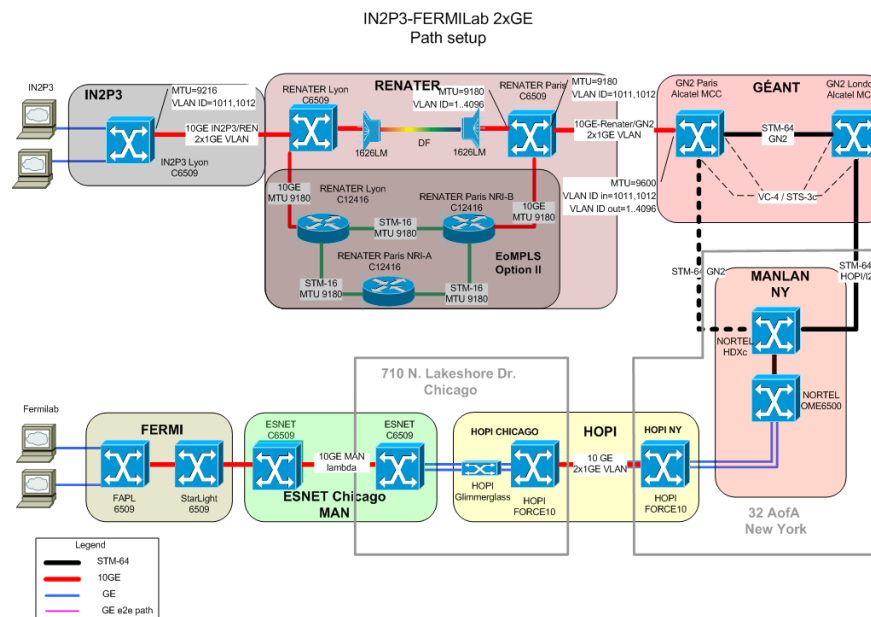 IN2P3-FERMILab 2xGE
Path setup
IN2P3
IN2P3
MTU=9216
VLAN ID=1011,1012
10GE IN2P3/REN
2x1GE VLAN
IN2P3 Lyon
C6509
RENATER
RENATER Lyon
C6509
MTU=9180
VLAN ID=1..4096
RENATER Paris
C6509
MTU=9180
VLAN ID=1011,1012
1626LM
DF
1626LM
10GE-Renater/GN2
2x1GE VLAN
GÉANT
GN2 Paris
Alcatel MCC
GN2 London
Alcatel MCC
STM-64
GN2
VC-4 / STS-3c
MTU=9600
VLAN ID in=1011,1012
VLAN ID out=1..4096
10GE
MTU 9180
RENATER Lyon
C12416
RENATER Paris NRI-B
C12416
10GE
MTU 9180
STM-16
MTU 9180
RENATER Paris NRI-A
C12416
STM-16
MTU 9180
STM-16
MTU 9180
EoMPLS
Option II
STM-64 GN2
STM-64
HOPI/I2
MANLAN
NY
NORTEL
HDXc
NORTEL
OME6500
710 N. Lakeshore Dr.
Chicago
Fermilab
FERMI
FAPL
6509
StarLight
6509
ESNET
C6509
10GE MAN
lambda
ESNET
C6509
ESNET Chicago
MAN
HOPI CHICAGO
HOPI
HOPI NY
HOPI
Glimmerglass
HOPI
FORCE10
10 GE
2x1GE VLAN
HOPI
FORCE10
32 AofA
New York
Legend
STM-64
10GE
GE
GE e2e path